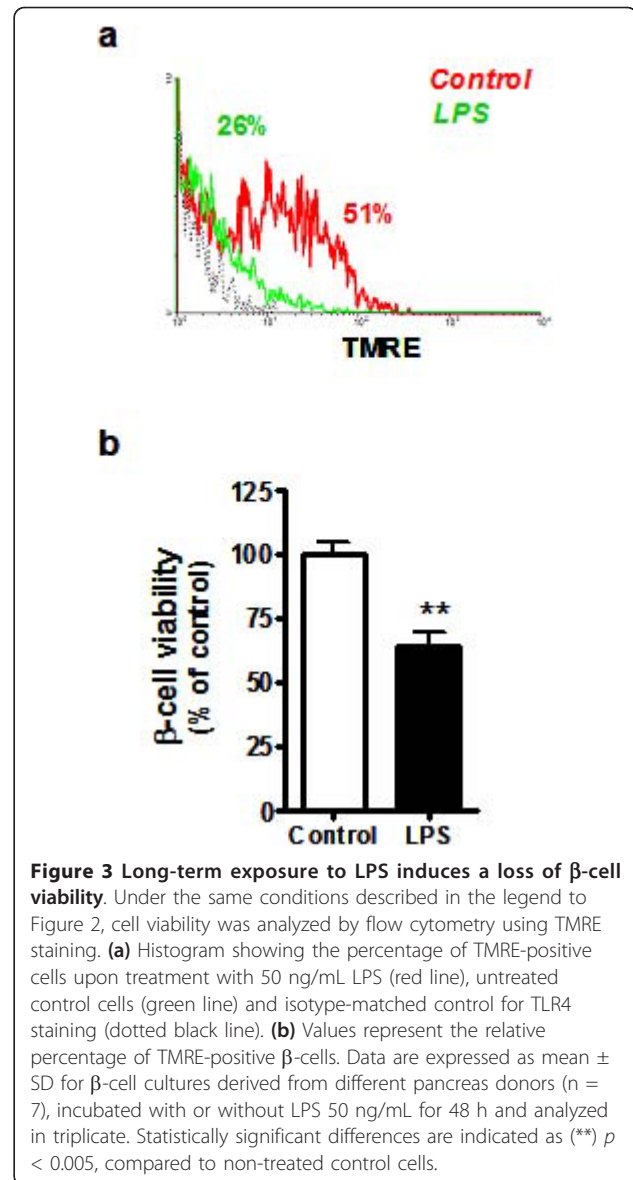 a
Control
LPS
26%
51%
TMRE
b
β-cell viability
(% of control)
125
100
75
50
25
0
**
Control LPS
Figure 3 Long-term exposure to LPS induces a loss of β-cell
viability. Under the same conditions described in the legend to
Figure 2, cell viability was analyzed by flow cytometry using TMRE
staining. (a) Histogram showing the percentage of TMRE-positive
cells upon treatment with 50 ng/mL LPS (red line), untreated
control cells (green line) and isotype-matched control for TLR4
staining (dotted black line). (b) Values represent the relative
percentage of TMRE-positive β-cells. Data are expressed as mean ±
SD for β-cell cultures derived from different pancreas donors (n =
7), incubated with or without LPS 50 ng/mL for 48 h and analyzed
in triplicate. Statistically significant differences are indicated as (**) p
< 0.005, compared to non-treated control cells.